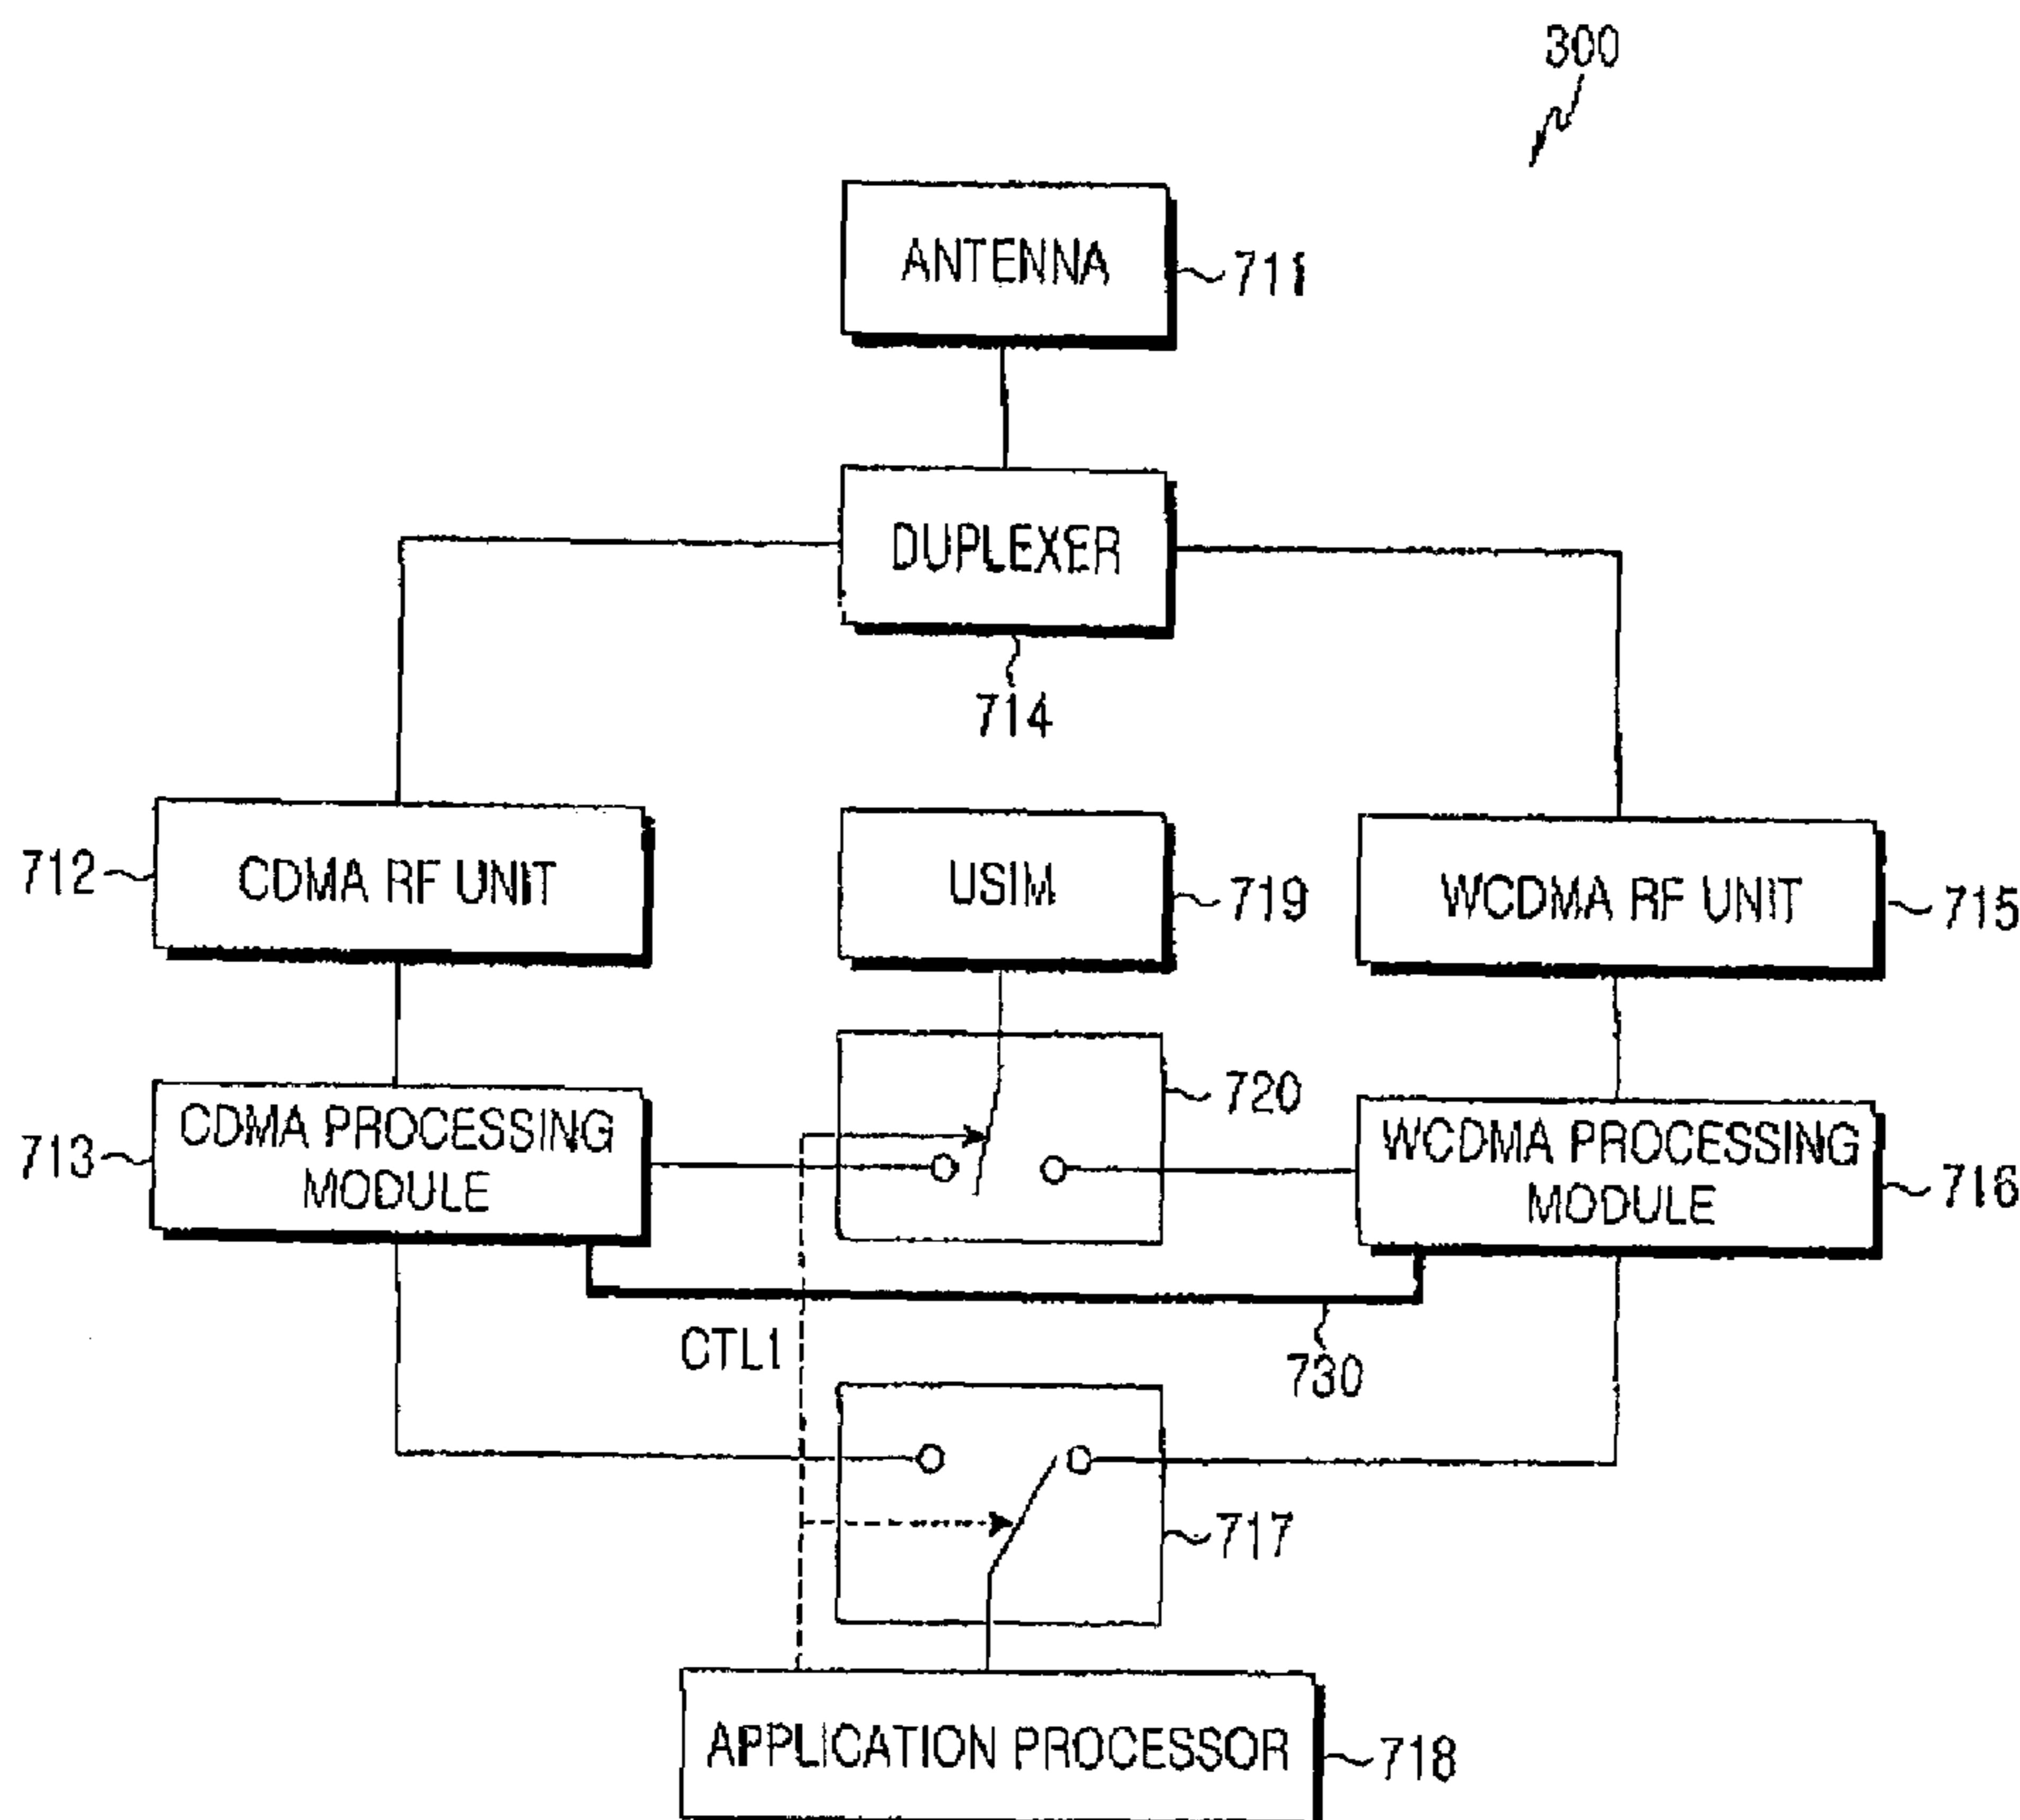 300
ANTENNA
711
DUPLEXER
714
712
CDMA RF UNIT
USIM
719
WCDMA RF UNIT
715
720
713
CDMA PROCESSING
MODULE
WCDMA PROCESSING
MODULE
716
CTL1
730
717
APPLICATION PROCESSOR
718